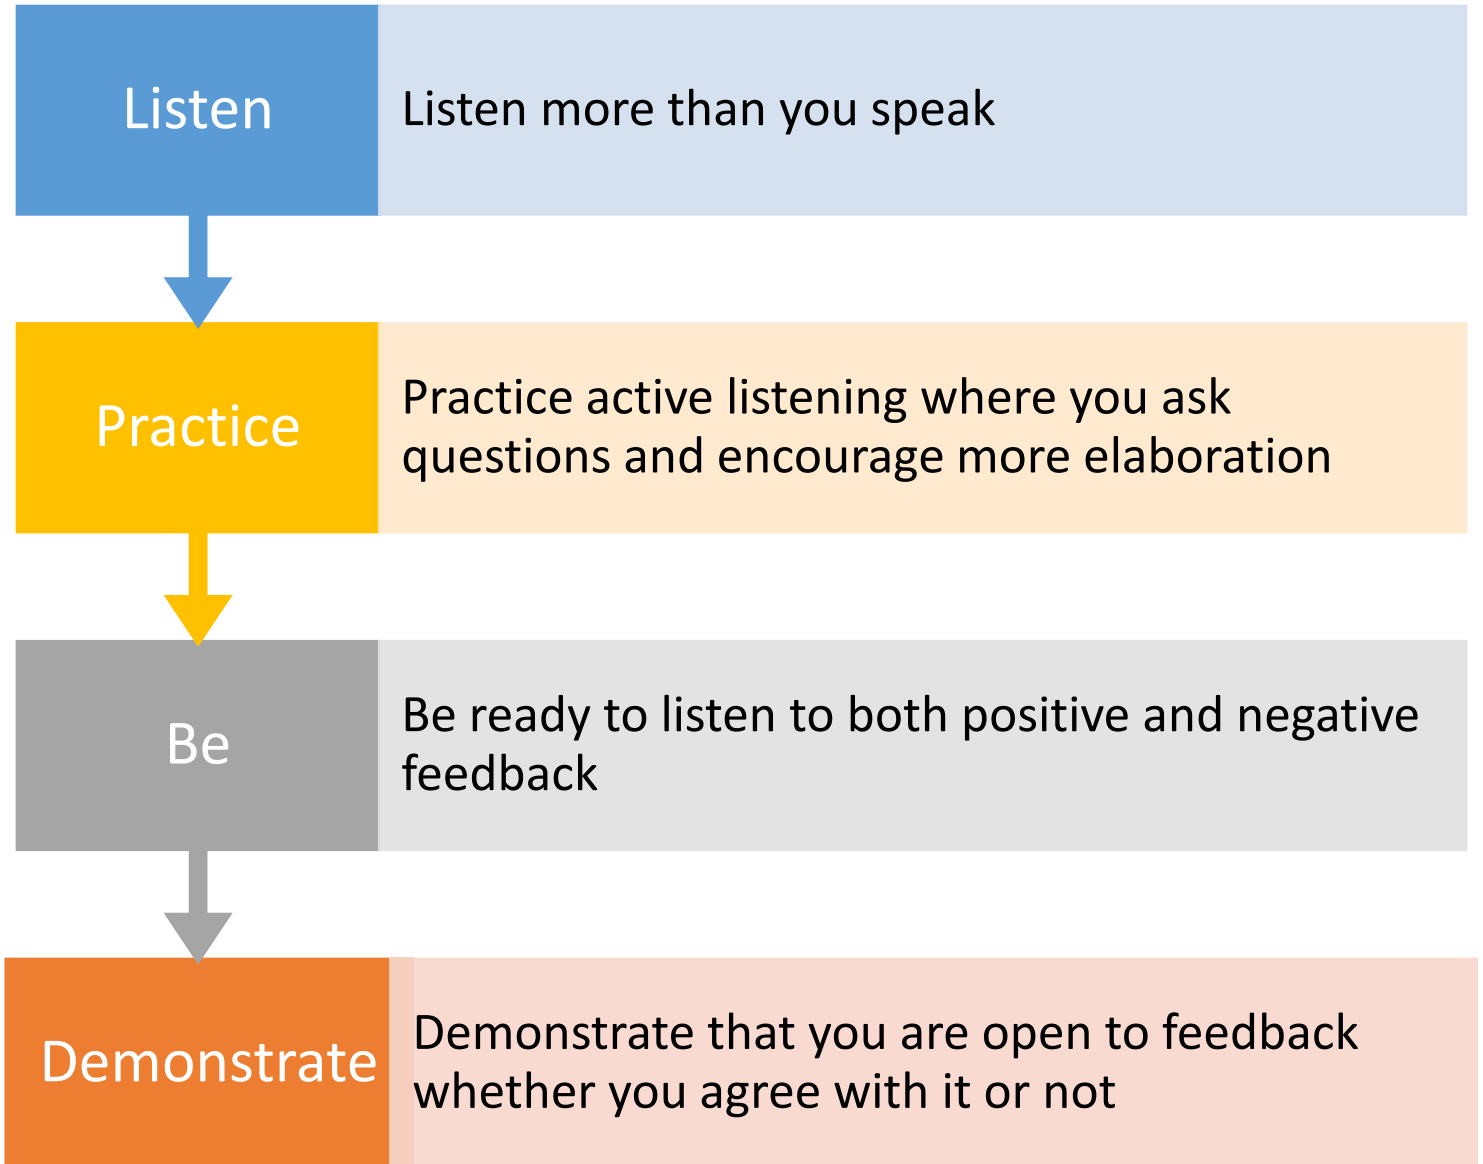 Listen
Listen more than you speak
Practice
Practice active listening where you ask
questions and encourage more elaboration
Be
Be ready to listen to both positive and negative
feedback
Demonstrate
Demonstrate that you are open to feedback
whether you agree with it or not